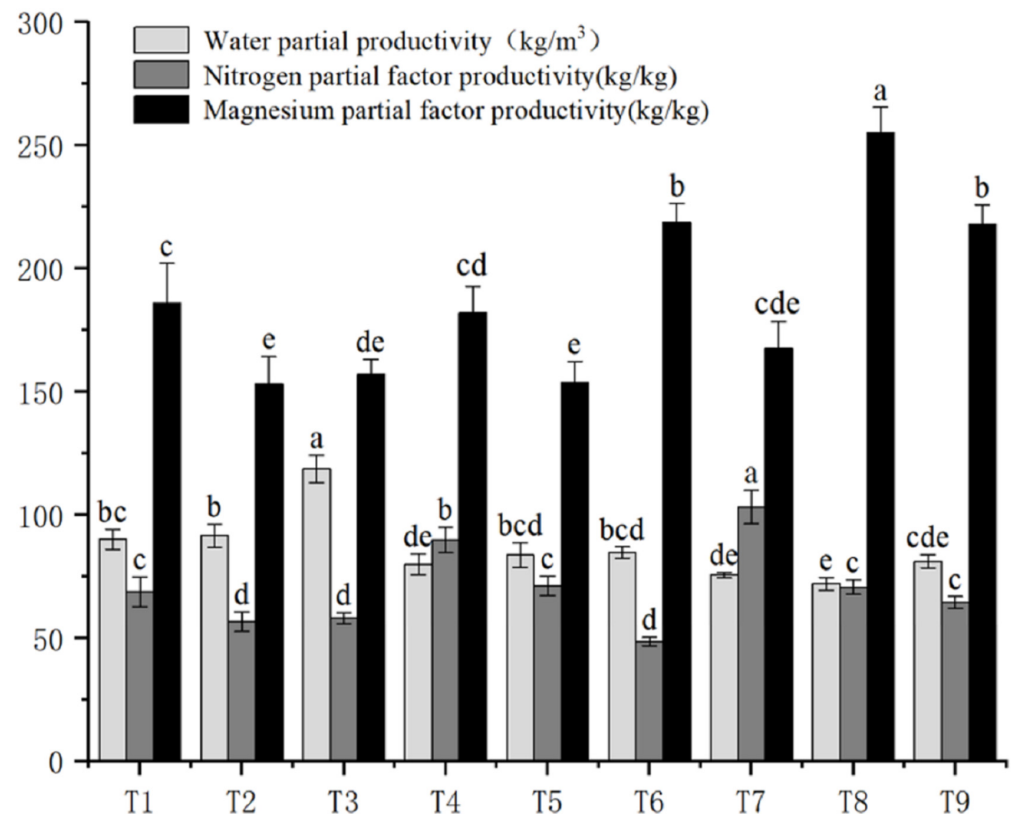 300
250
200
150
100
50
0
Water partial productivity（kg/m³）
Nitrogen partial factor productivity(kg/kg)
Magnesium partial factor productivity(kg/kg)
bc c c
b d e
a d de
de b cd
bcd c e
bcd d b
de a cde
e c a
cde c b
T1 T2 T3 T4 T5 T6 T7 T8 T9